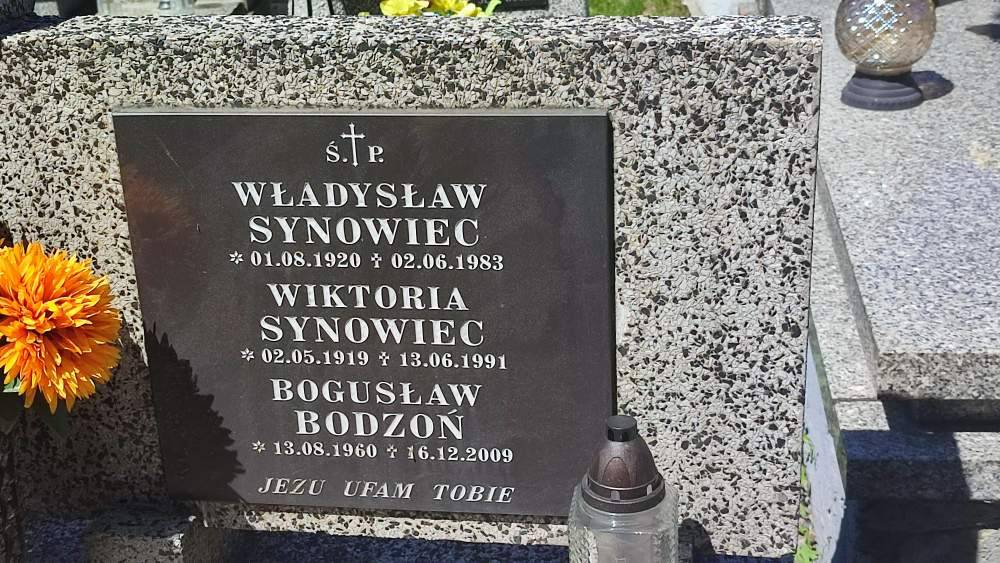 Ś. P.
WŁADYSŁAW
SYNOWIEC
* 01.08.1920 ✝ 02.06.1983
WIKTORIA
SYNOWIEC
* 02.05.1919 ✝ 13.06.1991
BOGUSŁAW
BODZOŃ
* 13.08.1960 ✝ 16.12.2009
JEZU UFAM TOBIE